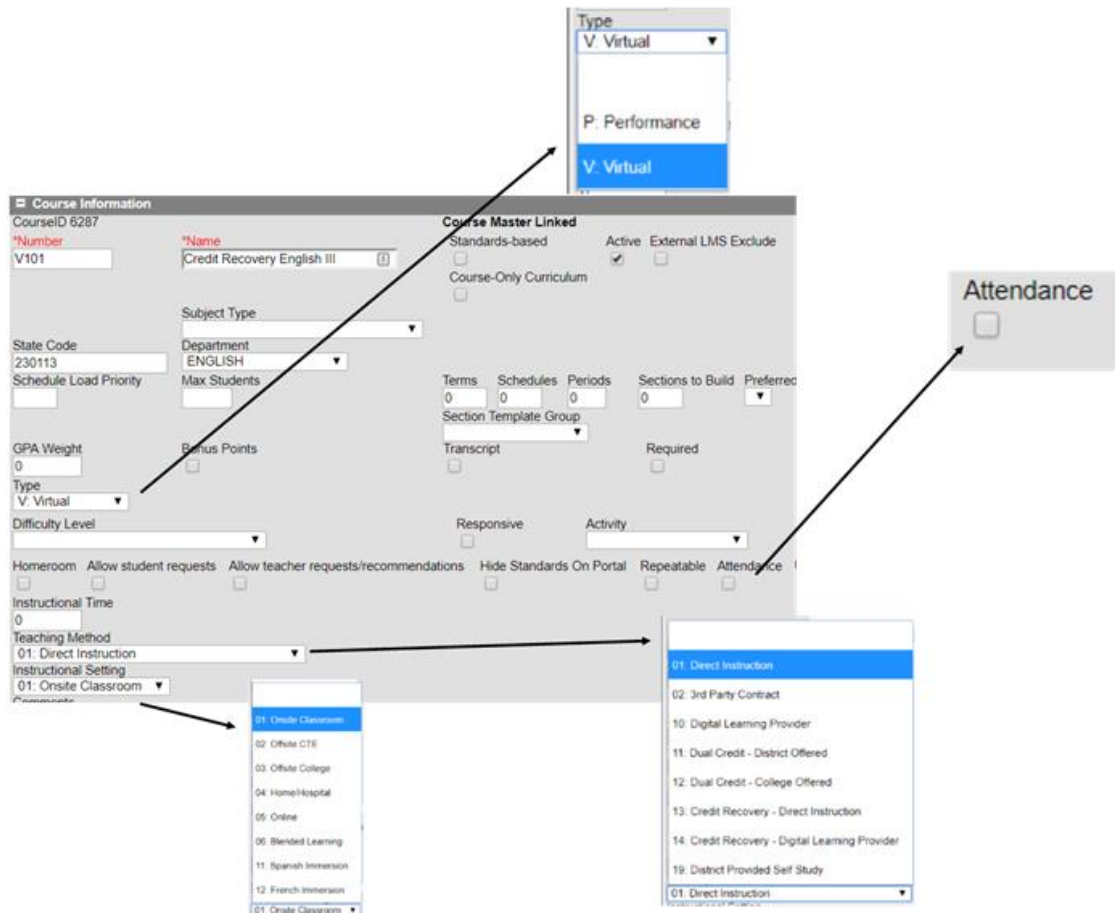 Type
V: Virtual
P: Performance
V: Virtual
Course Information
CourseID 6287
Course Master Linked
*Number
*Name
Standards-based
Active
External LMS Exclude
V101
Credit Recovery English III
Course-Only Curriculum
Subject Type
State Code
Department
230113
ENGLISH
Schedule Load Priority
Max Students
Terms
Schedules
Periods
Sections to Build
Preferred
0
0
0
0
Section Template Group
GPA Weight
Bonus Points
Transcript
Required
0
Type
V: Virtual
Difficulty Level
Responsive
Activity
Homeroom
Allow student requests
Allow teacher requests/recommendations
Hide Standards On Portal
Repeatable
Attendance
Instructional Time
0
Teaching Method
01: Direct Instruction
Instructional Setting
01: Onsite Classroom
Comments
Attendance
01: Onsite Classroom
02: Offsite CTE
03: Offsite College
04: Home/Hospital
05: Online
06: Blended Learning
11: Spanish Immersion
12: French Immersion
01: Onsite Classroom
01: Direct Instruction
02: 3rd Party Contract
10: Digital Learning Provider
11: Dual Credit - District Offered
12: Dual Credit - College Offered
13: Credit Recovery - Direct Instruction
14: Credit Recovery - Digital Learning Provider
19: District Provided Self Study
01: Direct Instruction